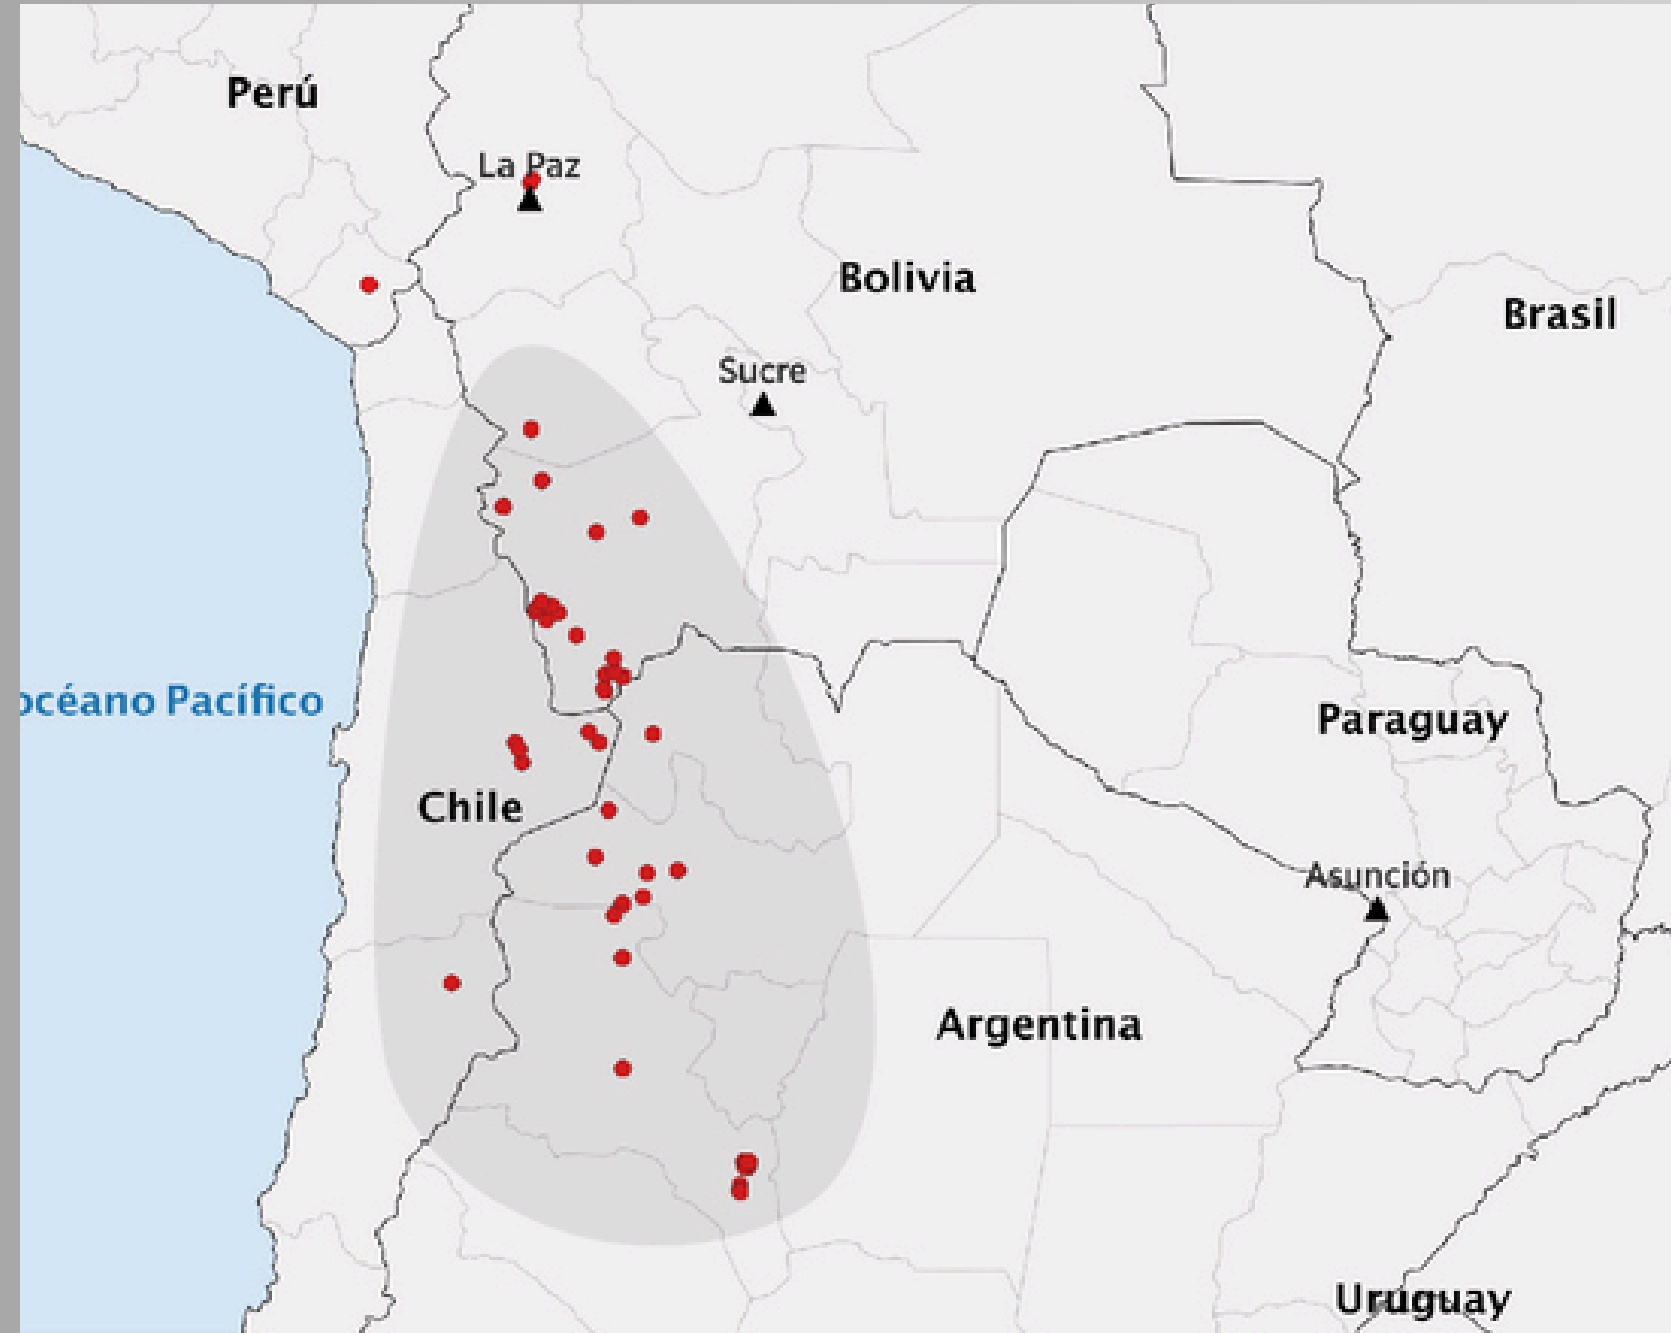 Perú
La Paz
Bolivia
Brasil
Sucre
océano Pacífico
Paraguay
Chile
Asunción
Argentina
Uruguay